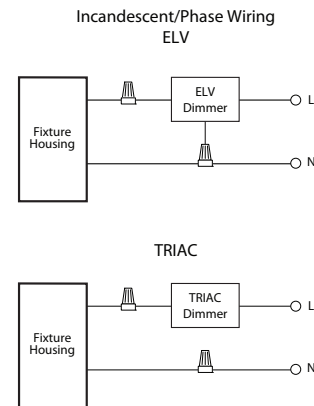 Incandescent/Phase Wiring
ELV
ELV
Dimmer
L
Fixture
Housing
N
TRIAC
TRIAC
Dimmer
L
Fixture
Housing
N